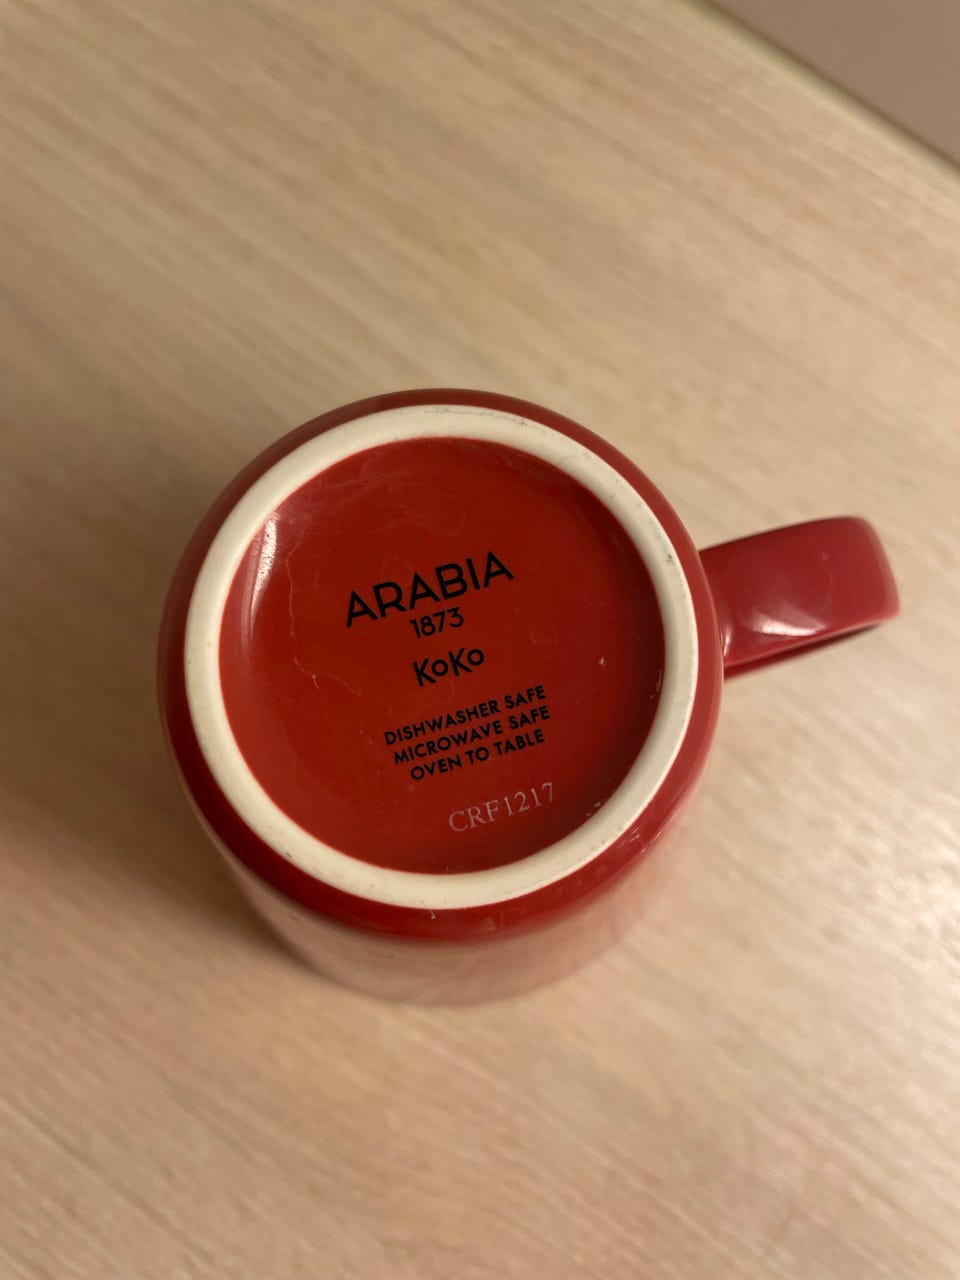 ARABIA
1873
KoKo
DISHWASHER SAFE
MICROWAVE SAFE
OVEN TO TABLE
CRF1217